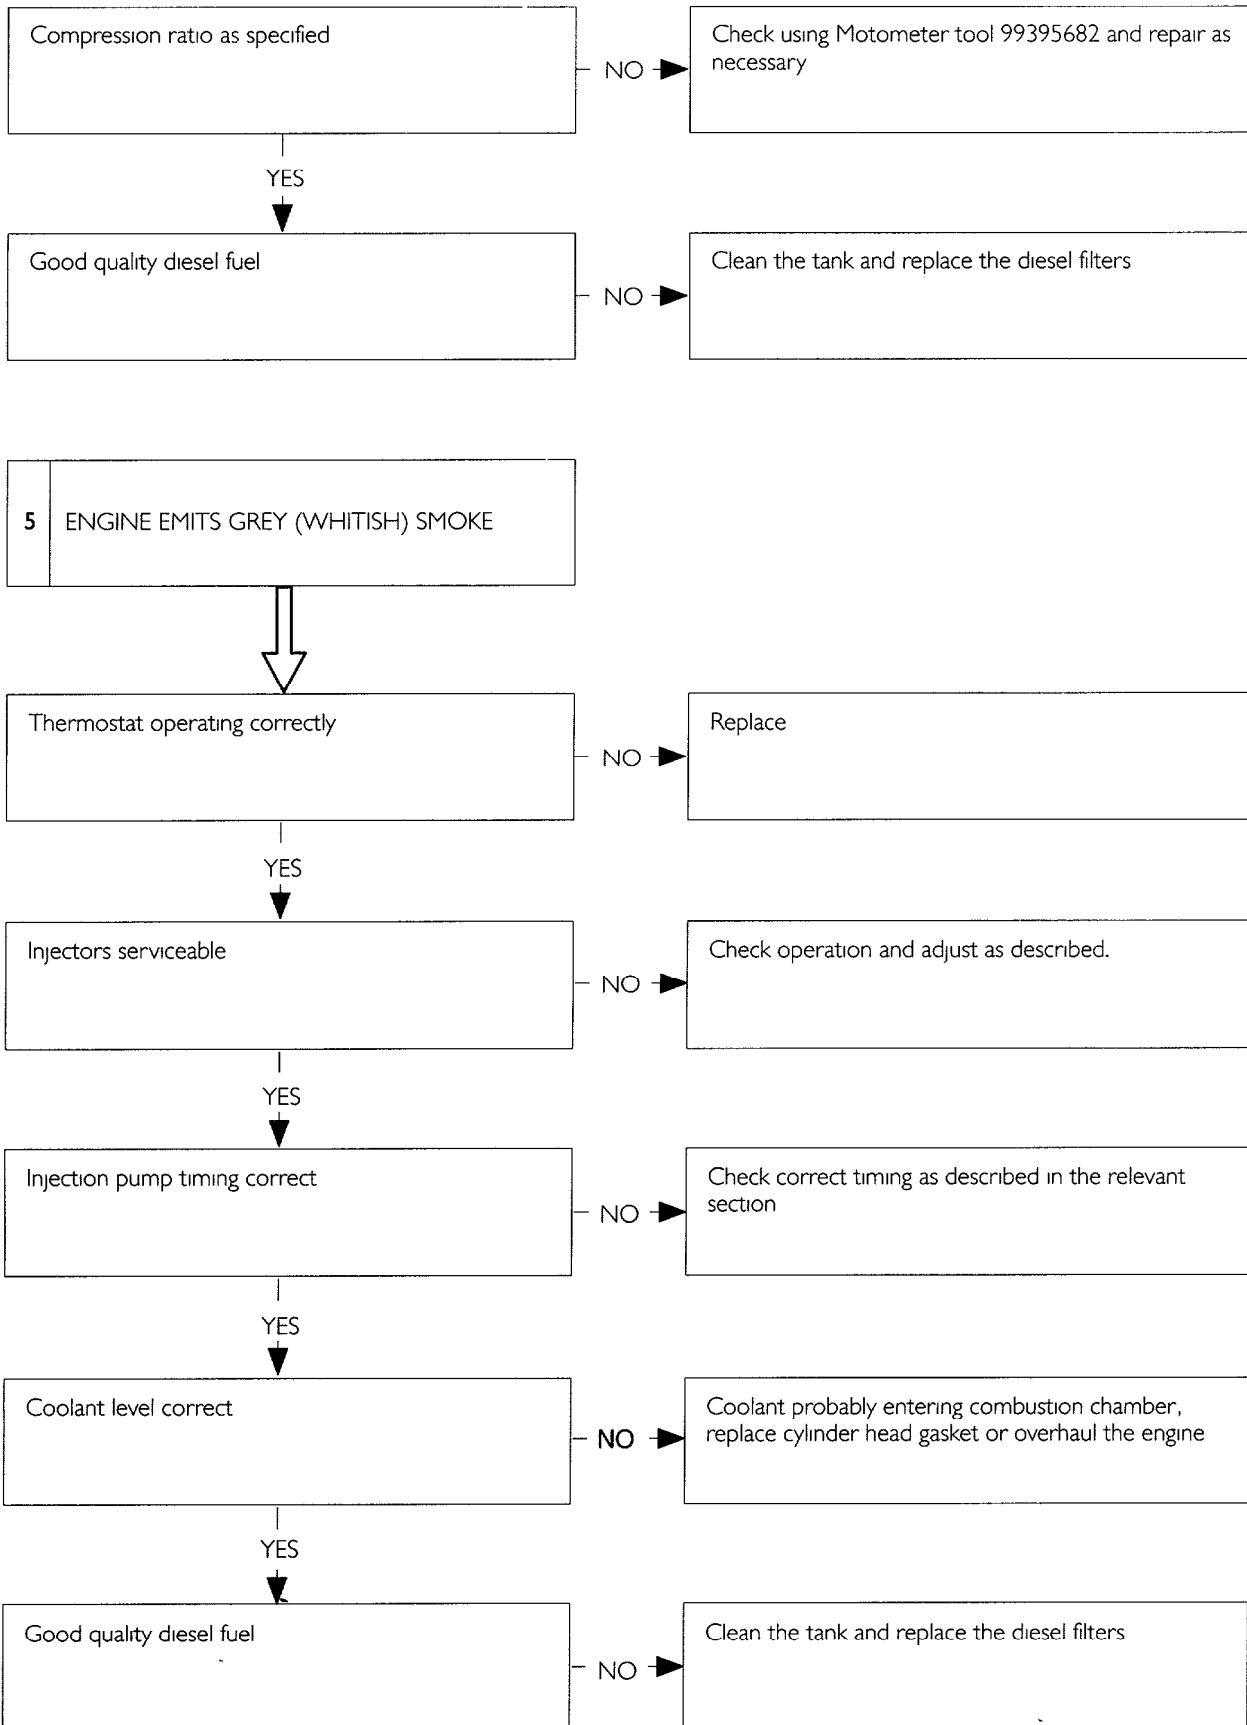 Compression ratio as specified
NO
Check using Motometer tool 99395682 and repair as
necessary
YES
Good quality diesel fuel
NO
Clean the tank and replace the diesel filters
5 ENGINE EMITS GREY (WHITISH) SMOKE
Thermostat operating correctly
NO
Replace
YES
Injectors serviceable
NO
Check operation and adjust as described.
YES
Injection pump timing correct
NO
Check correct timing as described in the relevant
section
YES
Coolant level correct
NO
Coolant probably entering combustion chamber,
replace cylinder head gasket or overhaul the engine
YES
Good quality diesel fuel
NO
Clean the tank and replace the diesel filters